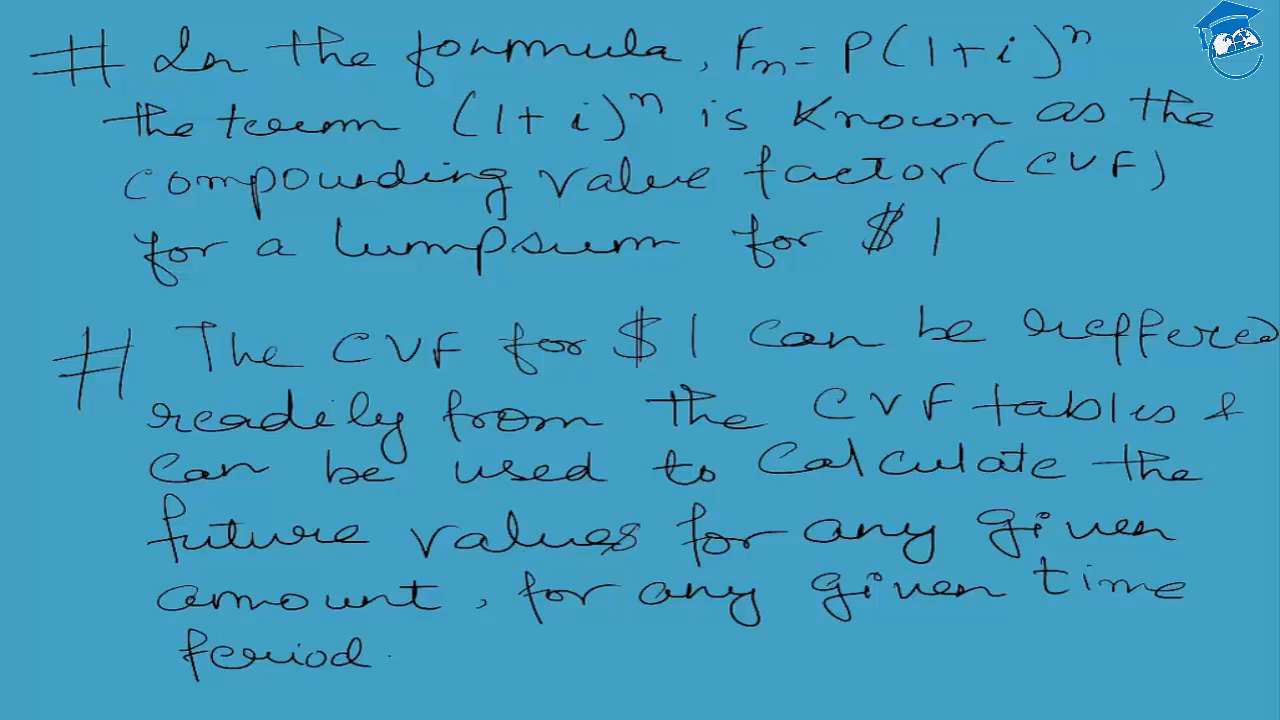 # In the formula, Fn = P(1+i)^n
the term (1+i)^n is known as the
compounding value factor (CVF)
for a lumpsum for $1
# The CVF for $1 can be reffered
readily from the CVF tables &
can be used to calculate the
future values for any given
amount, for any given time
period.